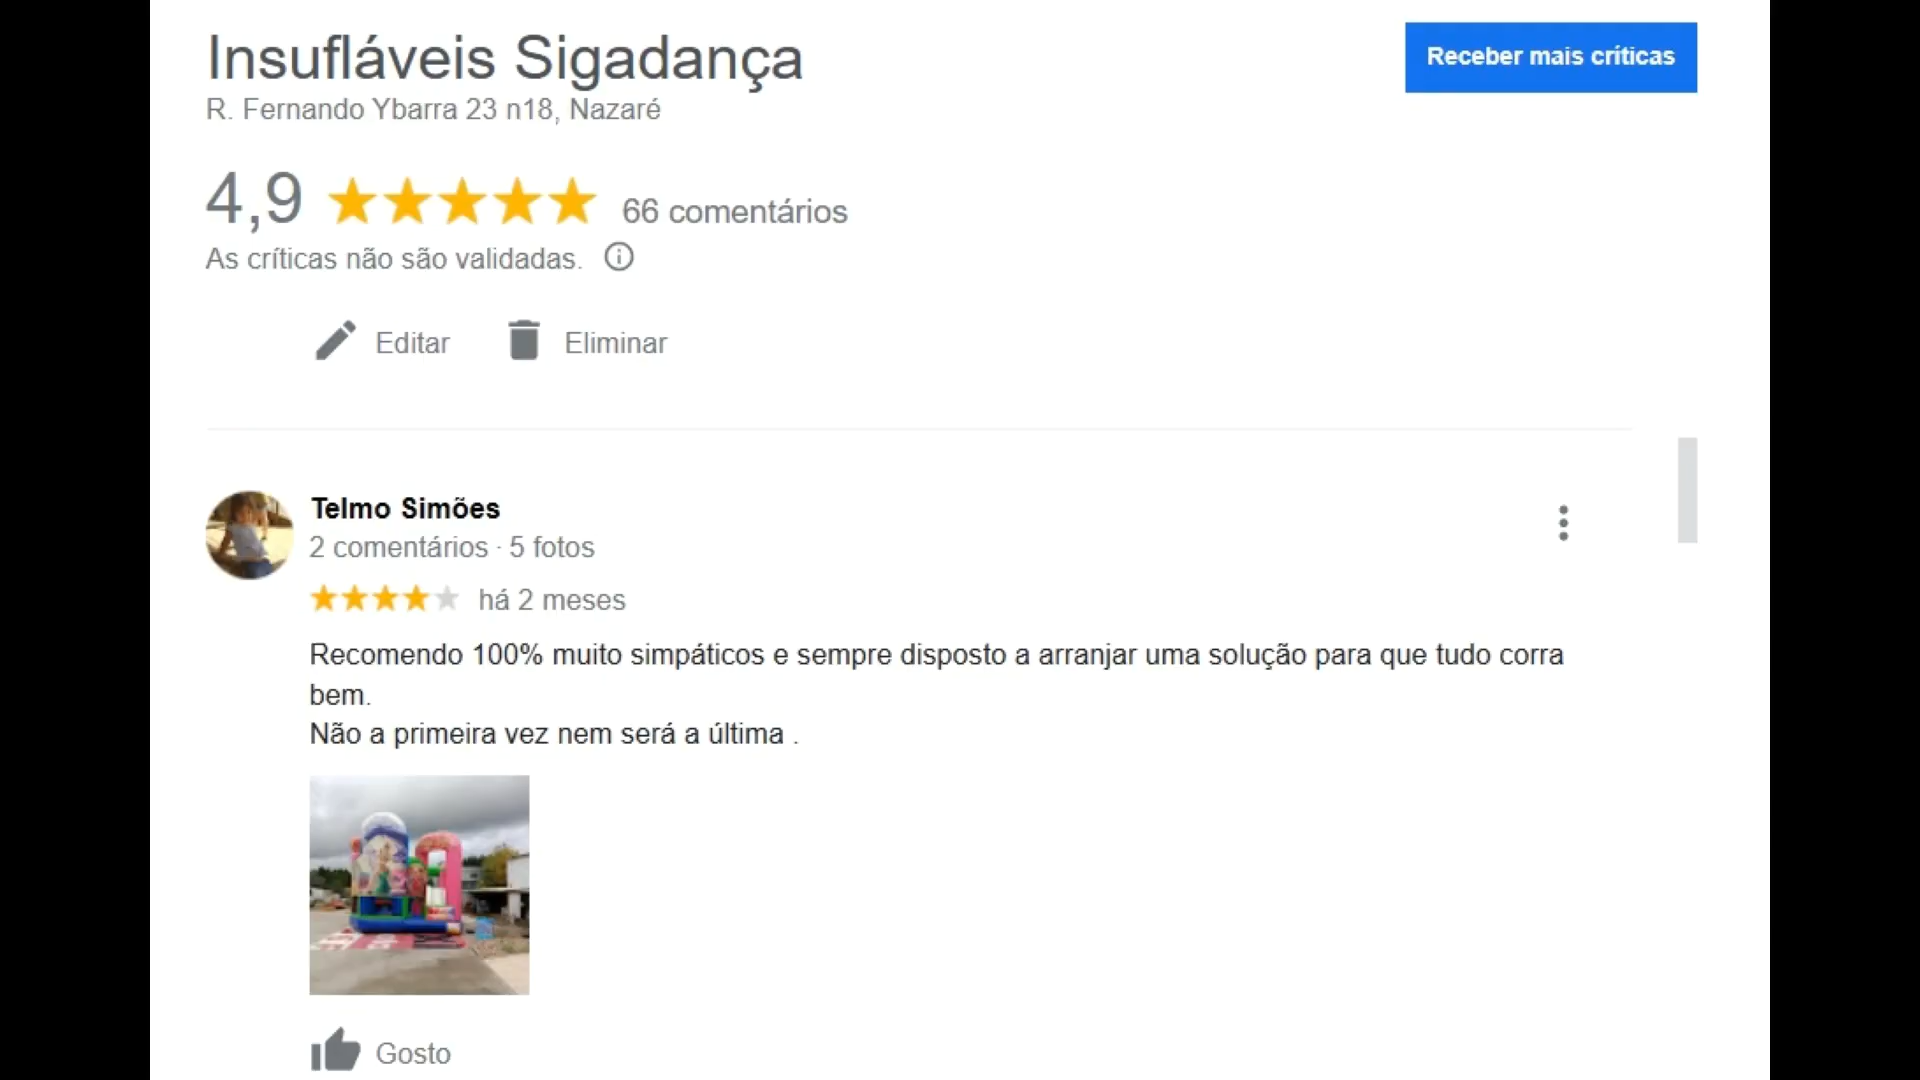 Insufláveis Sigadança
Receber mais críticas
R. Fernando Ybarra 23 n18, Nazaré
4,9
66 comentários
As críticas não são validadas.
Editar
Eliminar
Telmo Simões
2 comentários · 5 fotos
há 2 meses
Recomendo 100% muito simpáticos e sempre disposto a arranjar uma solução para que tudo corra
bem.
Não a primeira vez nem será a última .
Gosto